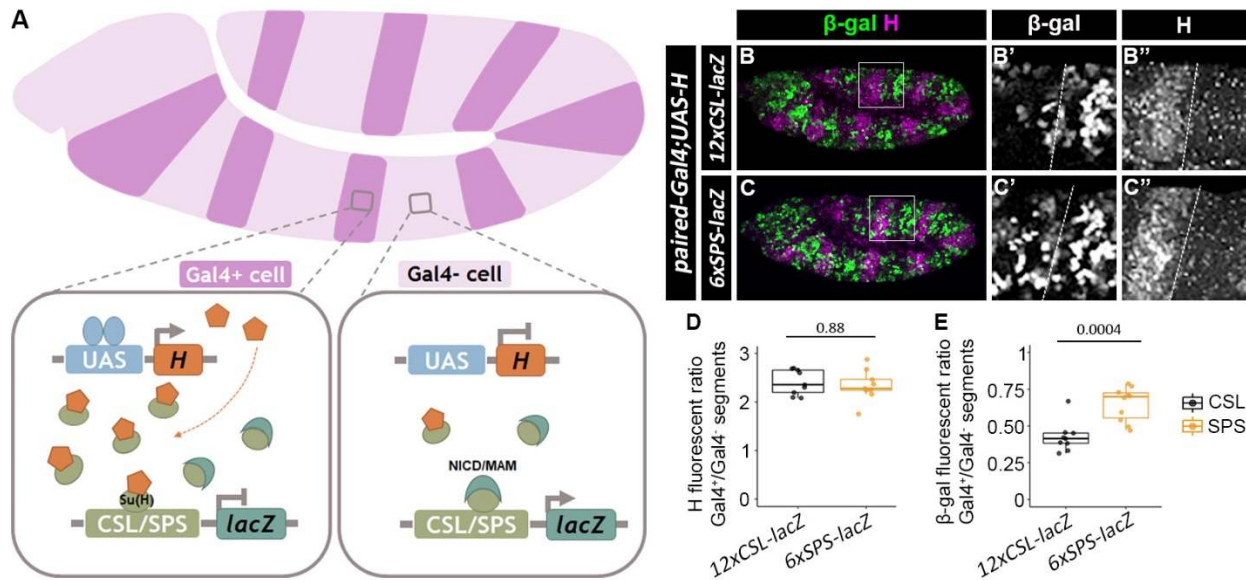 A
Gal4+ cell
Gal4- cell
UAS
H
UAS
H
NICD/MAM
Su(H)
CSL/SPS
lacZ
CSL/SPS
lacZ
β-gal H
β-gal
H
paired-Gal4;UAS-H
12xCSL-lacZ
B
B’
B’’
6xSPS-lacZ
C
C’
C’’
D
0.88
H fluorescent ratio
Gal4⁺/Gal4⁻ segments
3
2
1
0
12xCSL-lacZ
6xSPS-lacZ
E
0.0004
β-gal fluorescent ratio
Gal4⁺/Gal4⁻ segments
1
0.75
0.50
0.25
0
12xCSL-lacZ
6xSPS-lacZ
CSL
SPS